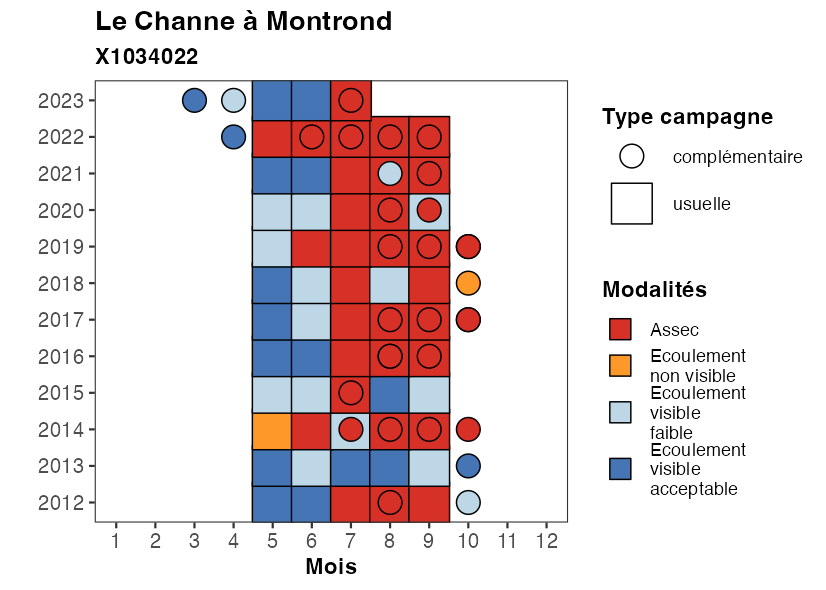 Le Channe à Montrond
X1034022
2023
2022
2021
2020
2019
2018
2017
2016
2015
2014
2013
2012
1 2 3 4 5 6 7 8 9 10 11 12
Mois
Type campagne
complémentaire
usuelle
Modalités
Assec
Ecoulement
non visible
Ecoulement
visible
faible
Ecoulement
visible
acceptable